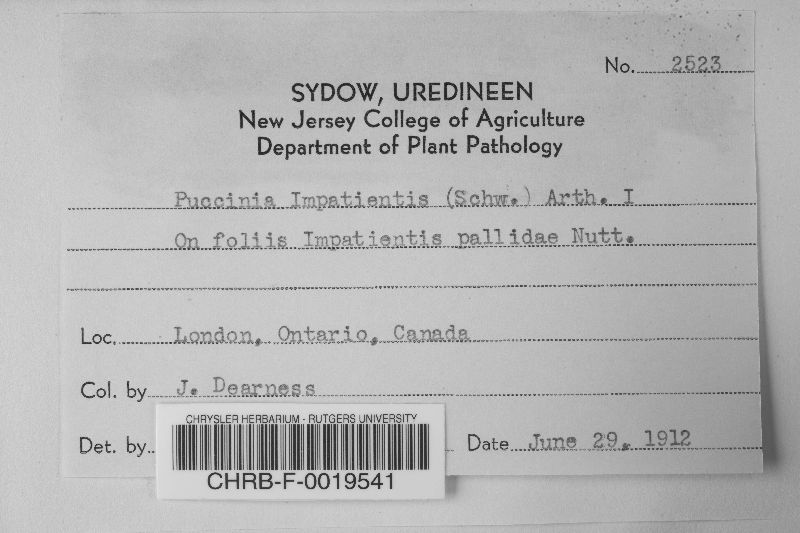 No. 2523
SYDOW, UREDINEEN
New Jersey College of Agriculture
Department of Plant Pathology
Puccinia Impatientis (Schw.) Arth. I
On foliis Impatientis pallidae Nutt.
Loc. London, Ontario, Canada
Col. by J. Dearness
Det. by
Date June 29, 1912
CHRYSLER HERBARIUM - RUTGERS UNIVERSITY
CHRB-F-0019541